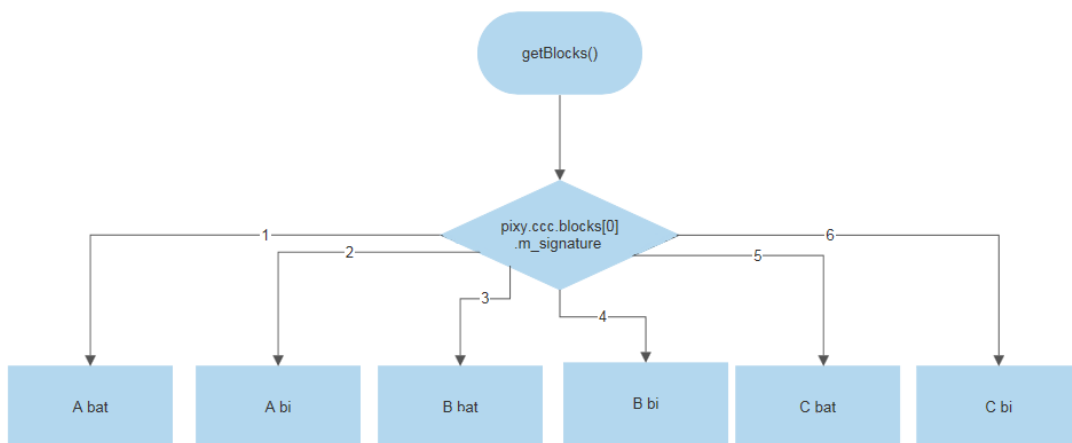 getBlocks()
pixy.ccc.blocks[0]
.m_signature
1
2
3
4
5
6
A bat
A bi
B hat
B bi
C bat
C bi